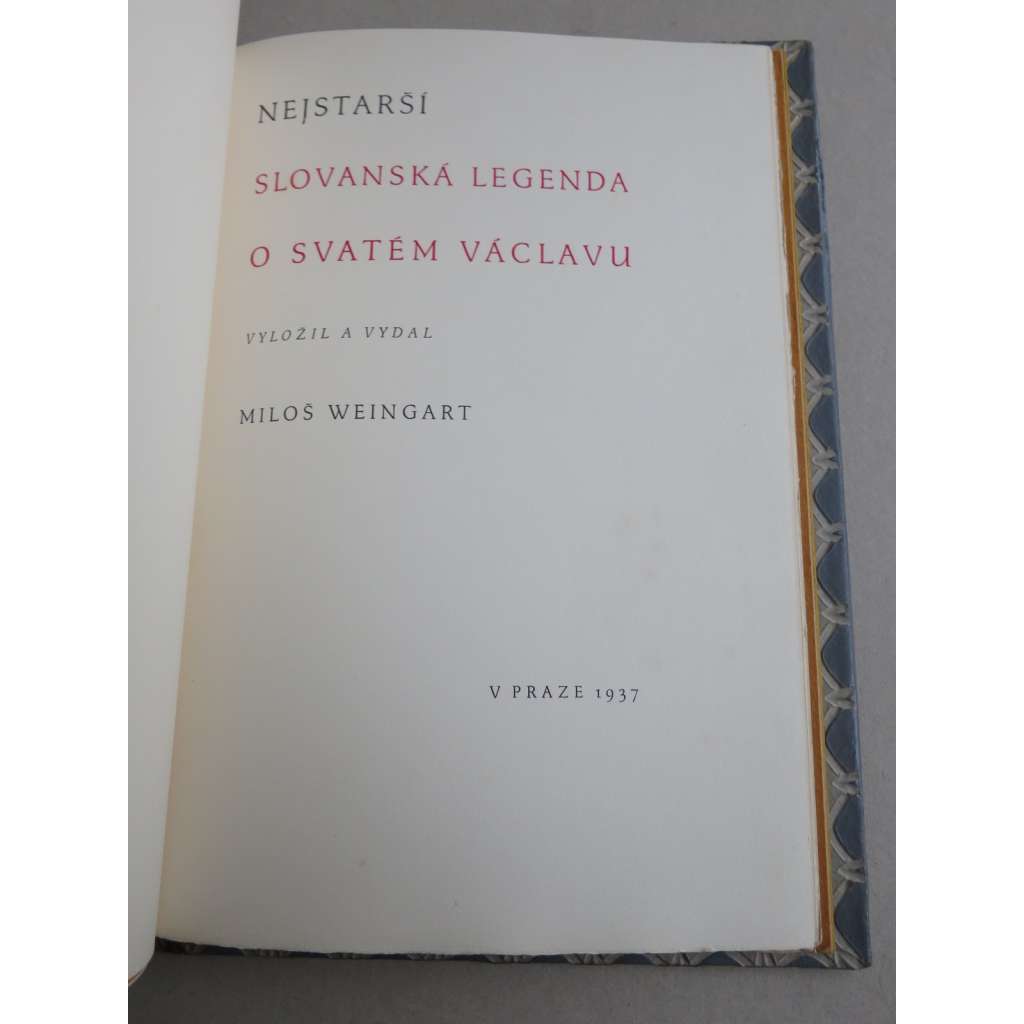 NEJSTARŠÍ
SLOVANSKÁ LEGENDA
O SVATÉM VÁCLAVU
VYLOŽIL A VYDAL
MILOŠ WEINGART
V PRAZE 1937